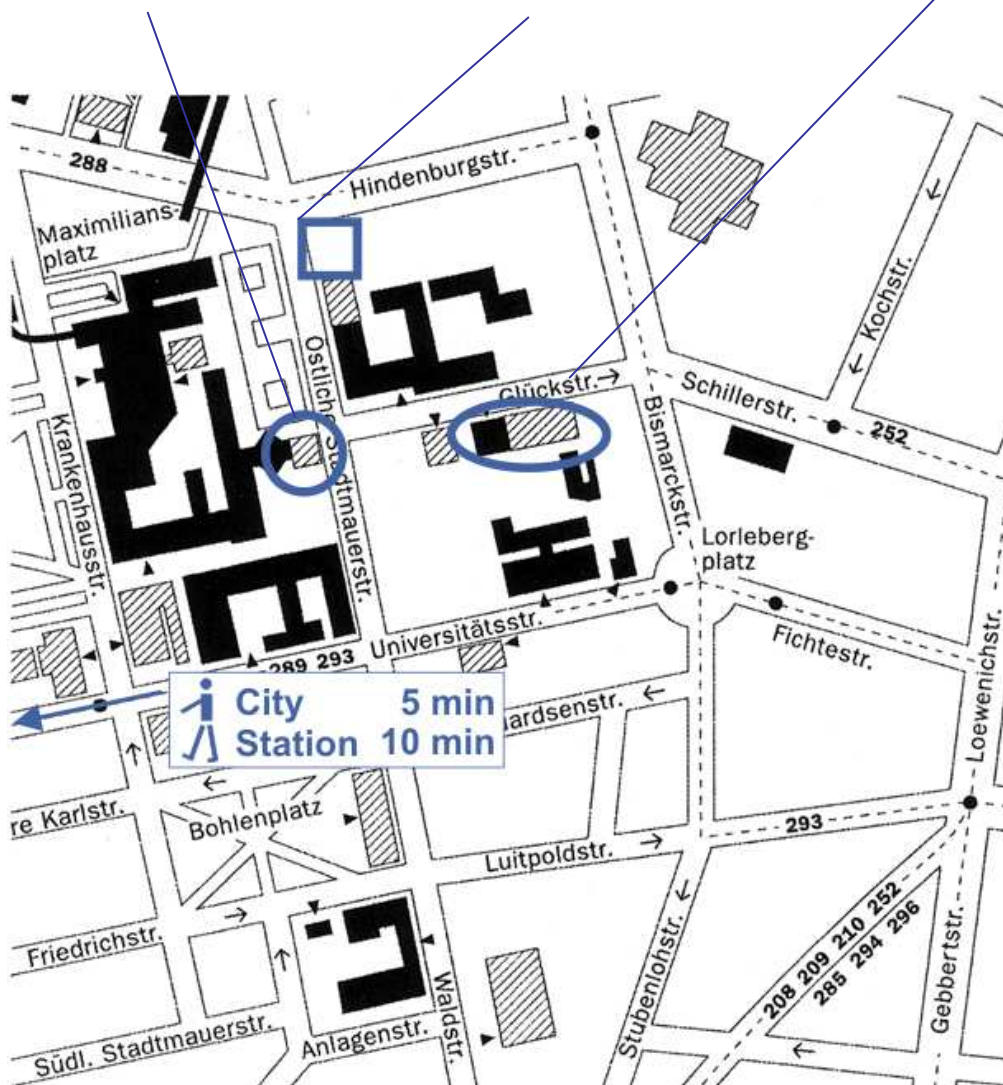 288
Hindenburgstr.
Maximilians-
platz
Kochstr.
Östliche Stadtmauerstr.
Glückstr.
Schillerstr.
252
Krankenhausstr.
Bismarckstr.
Lorleberg-
platz
Universitätsstr.
289 293
Fichtestr.
Loewenichstr.
City 5 min
Station 10 min
ardsenstr.
re Karlstr.
Bohlenplatz
293
Luitpoldstr.
Friedrichstr.
208 209 210 252
285 294 296
Waldstr.
Stubenlohstr.
Gebbertstr.
Südl. Stadtmauerstr.
Anlagenstr.